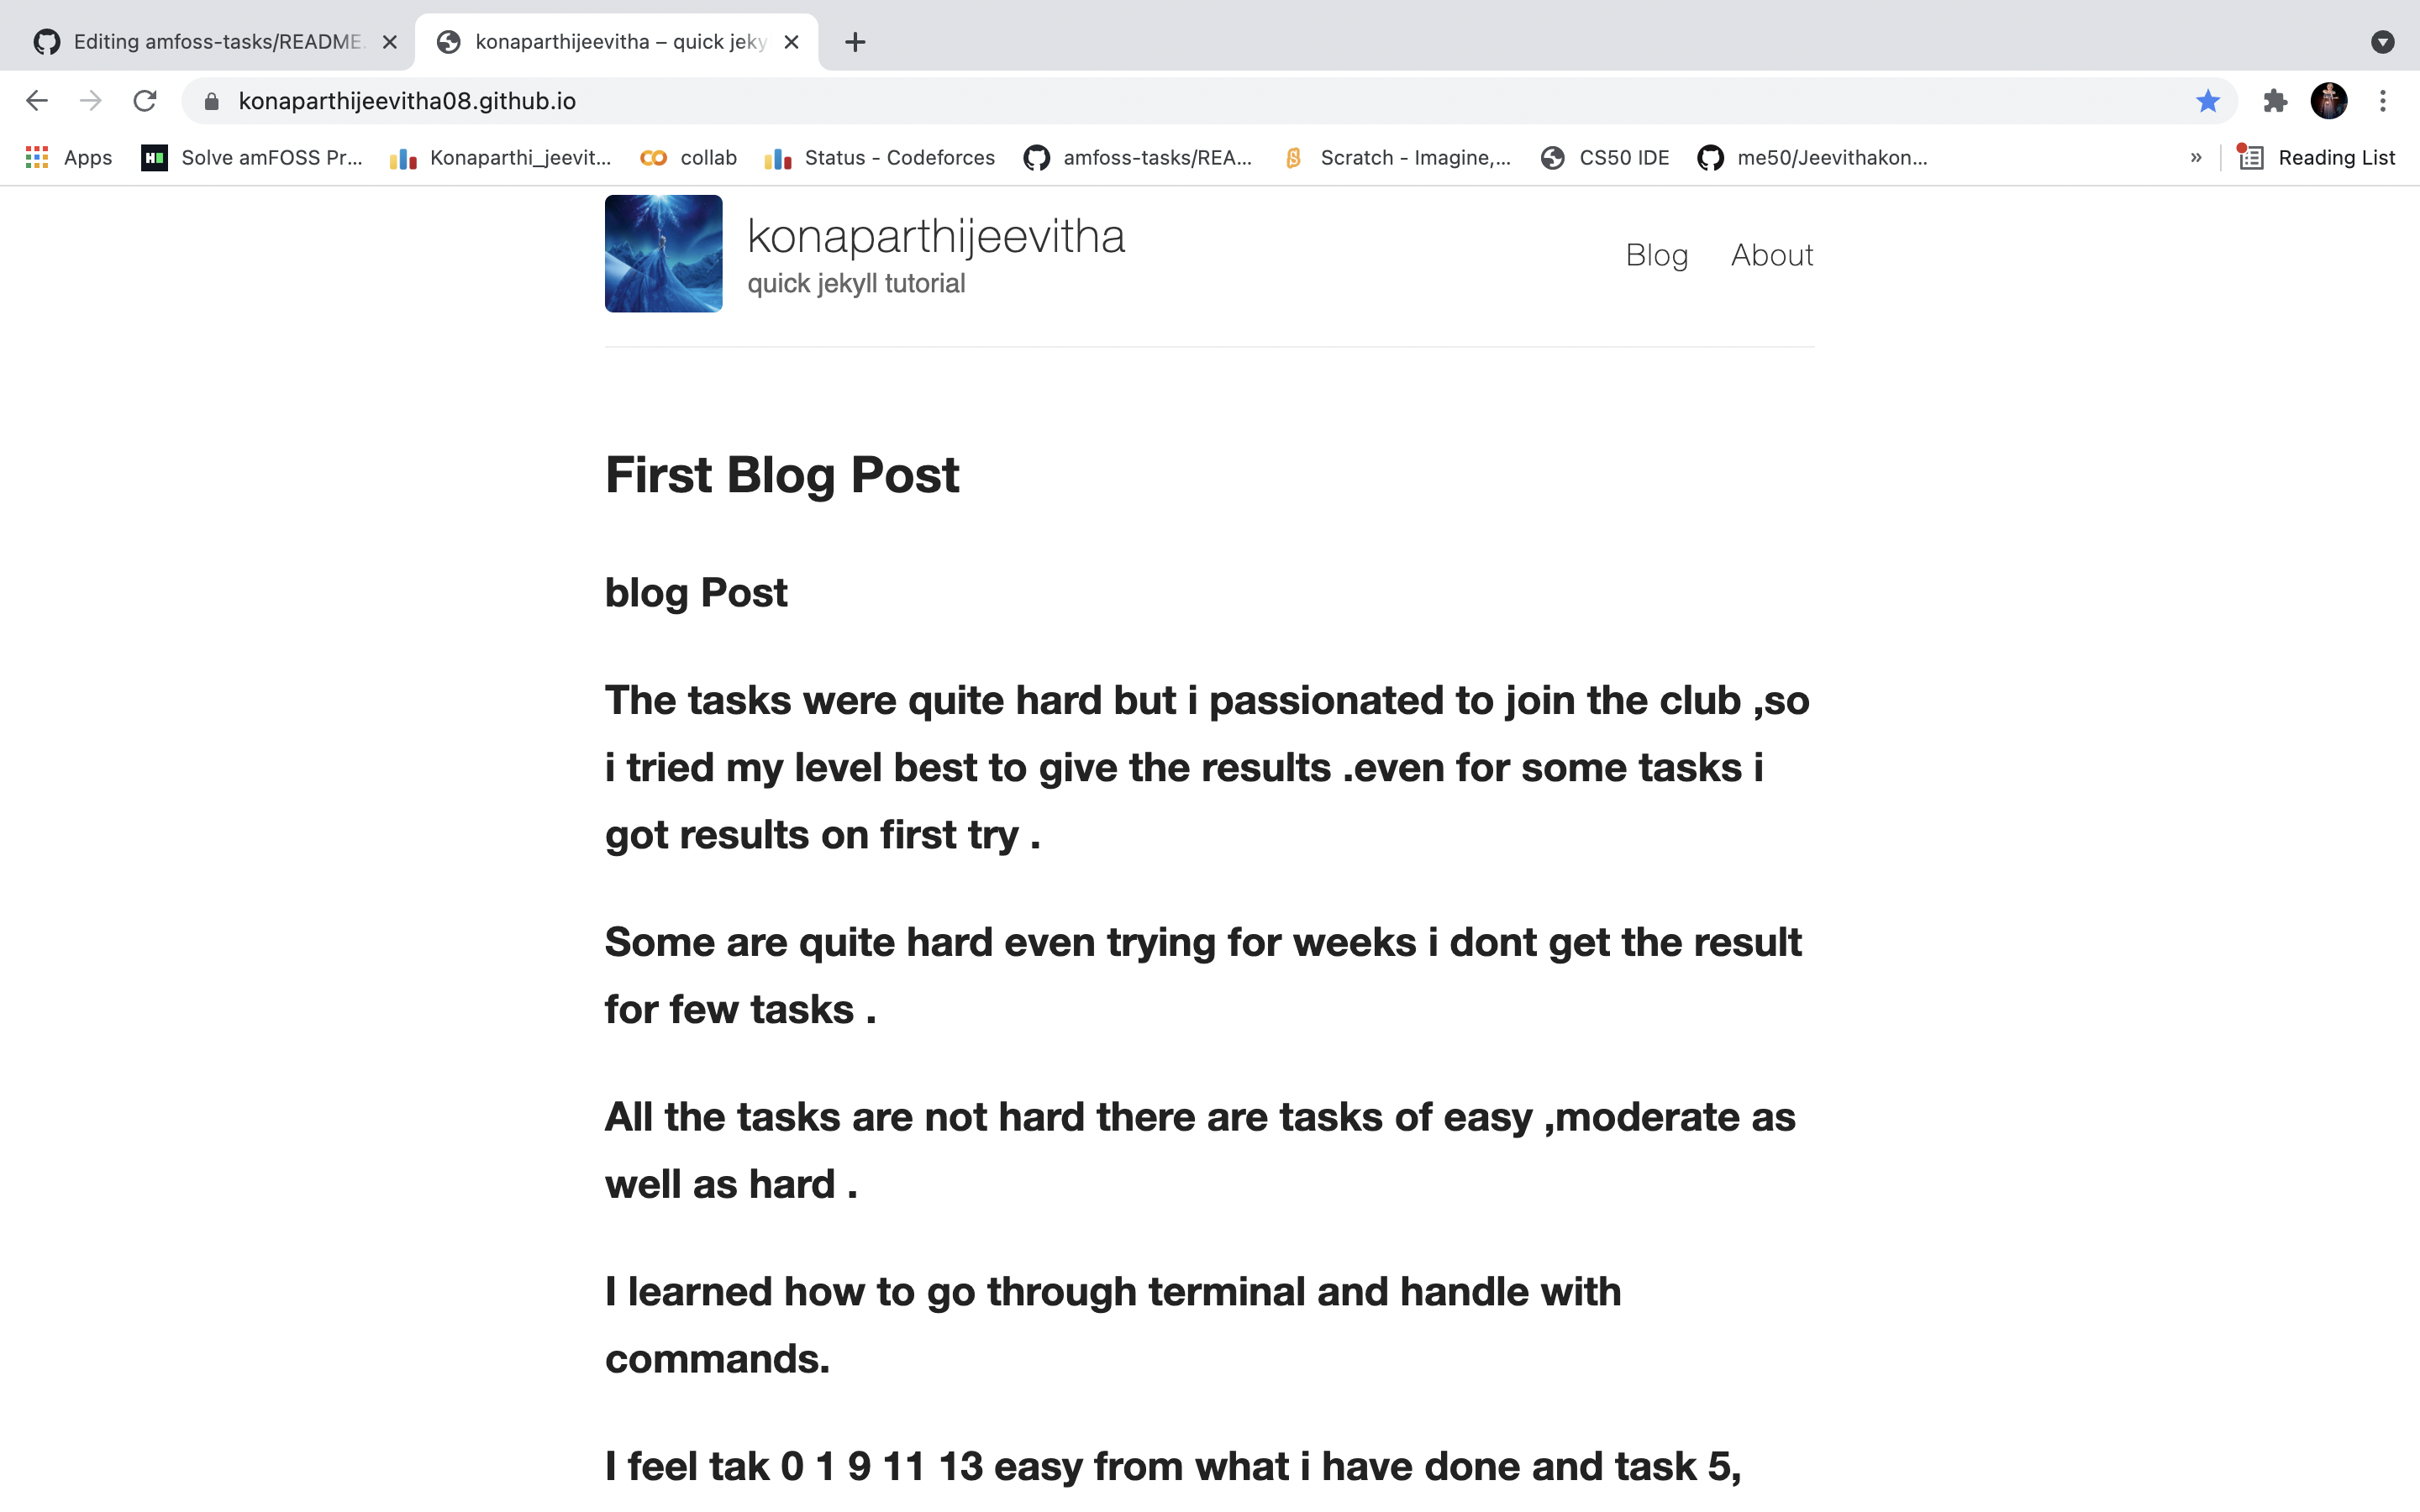 Editing amfoss-tasks/README.
konaparthijeevitha – quick jeky
konaparthijeevitha08.github.io
Apps
Solve amFOSS Pr...
Konaparthi_jeevit...
collab
Status - Codeforces
amfoss-tasks/REA...
Scratch - Imagine,...
CS50 IDE
me50/Jeevithakon...
»
Reading List
konaparthijeevitha
quick jekyll tutorial
Blog
About
First Blog Post
blog Post
The tasks were quite hard but i passionated to join the club ,so
i tried my level best to give the results .even for some tasks i
got results on first try .
Some are quite hard even trying for weeks i dont get the result
for few tasks .
All the tasks are not hard there are tasks of easy ,moderate as
well as hard .
I learned how to go through terminal and handle with
commands.
I feel tak 0 1 9 11 13 easy from what i have done and task 5,